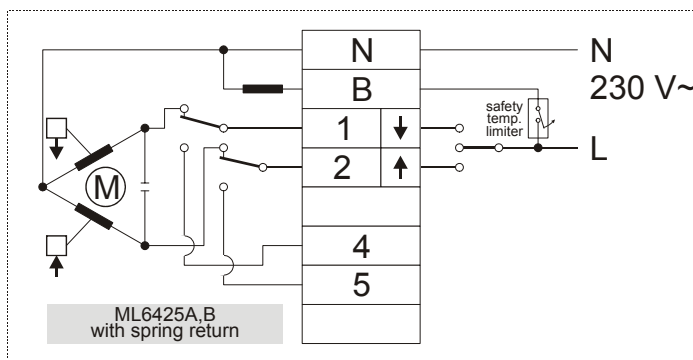 N
N
B
230 V~
safety
temp.
limiter
1
L
2
M
4
5
ML6425A,B
with spring return